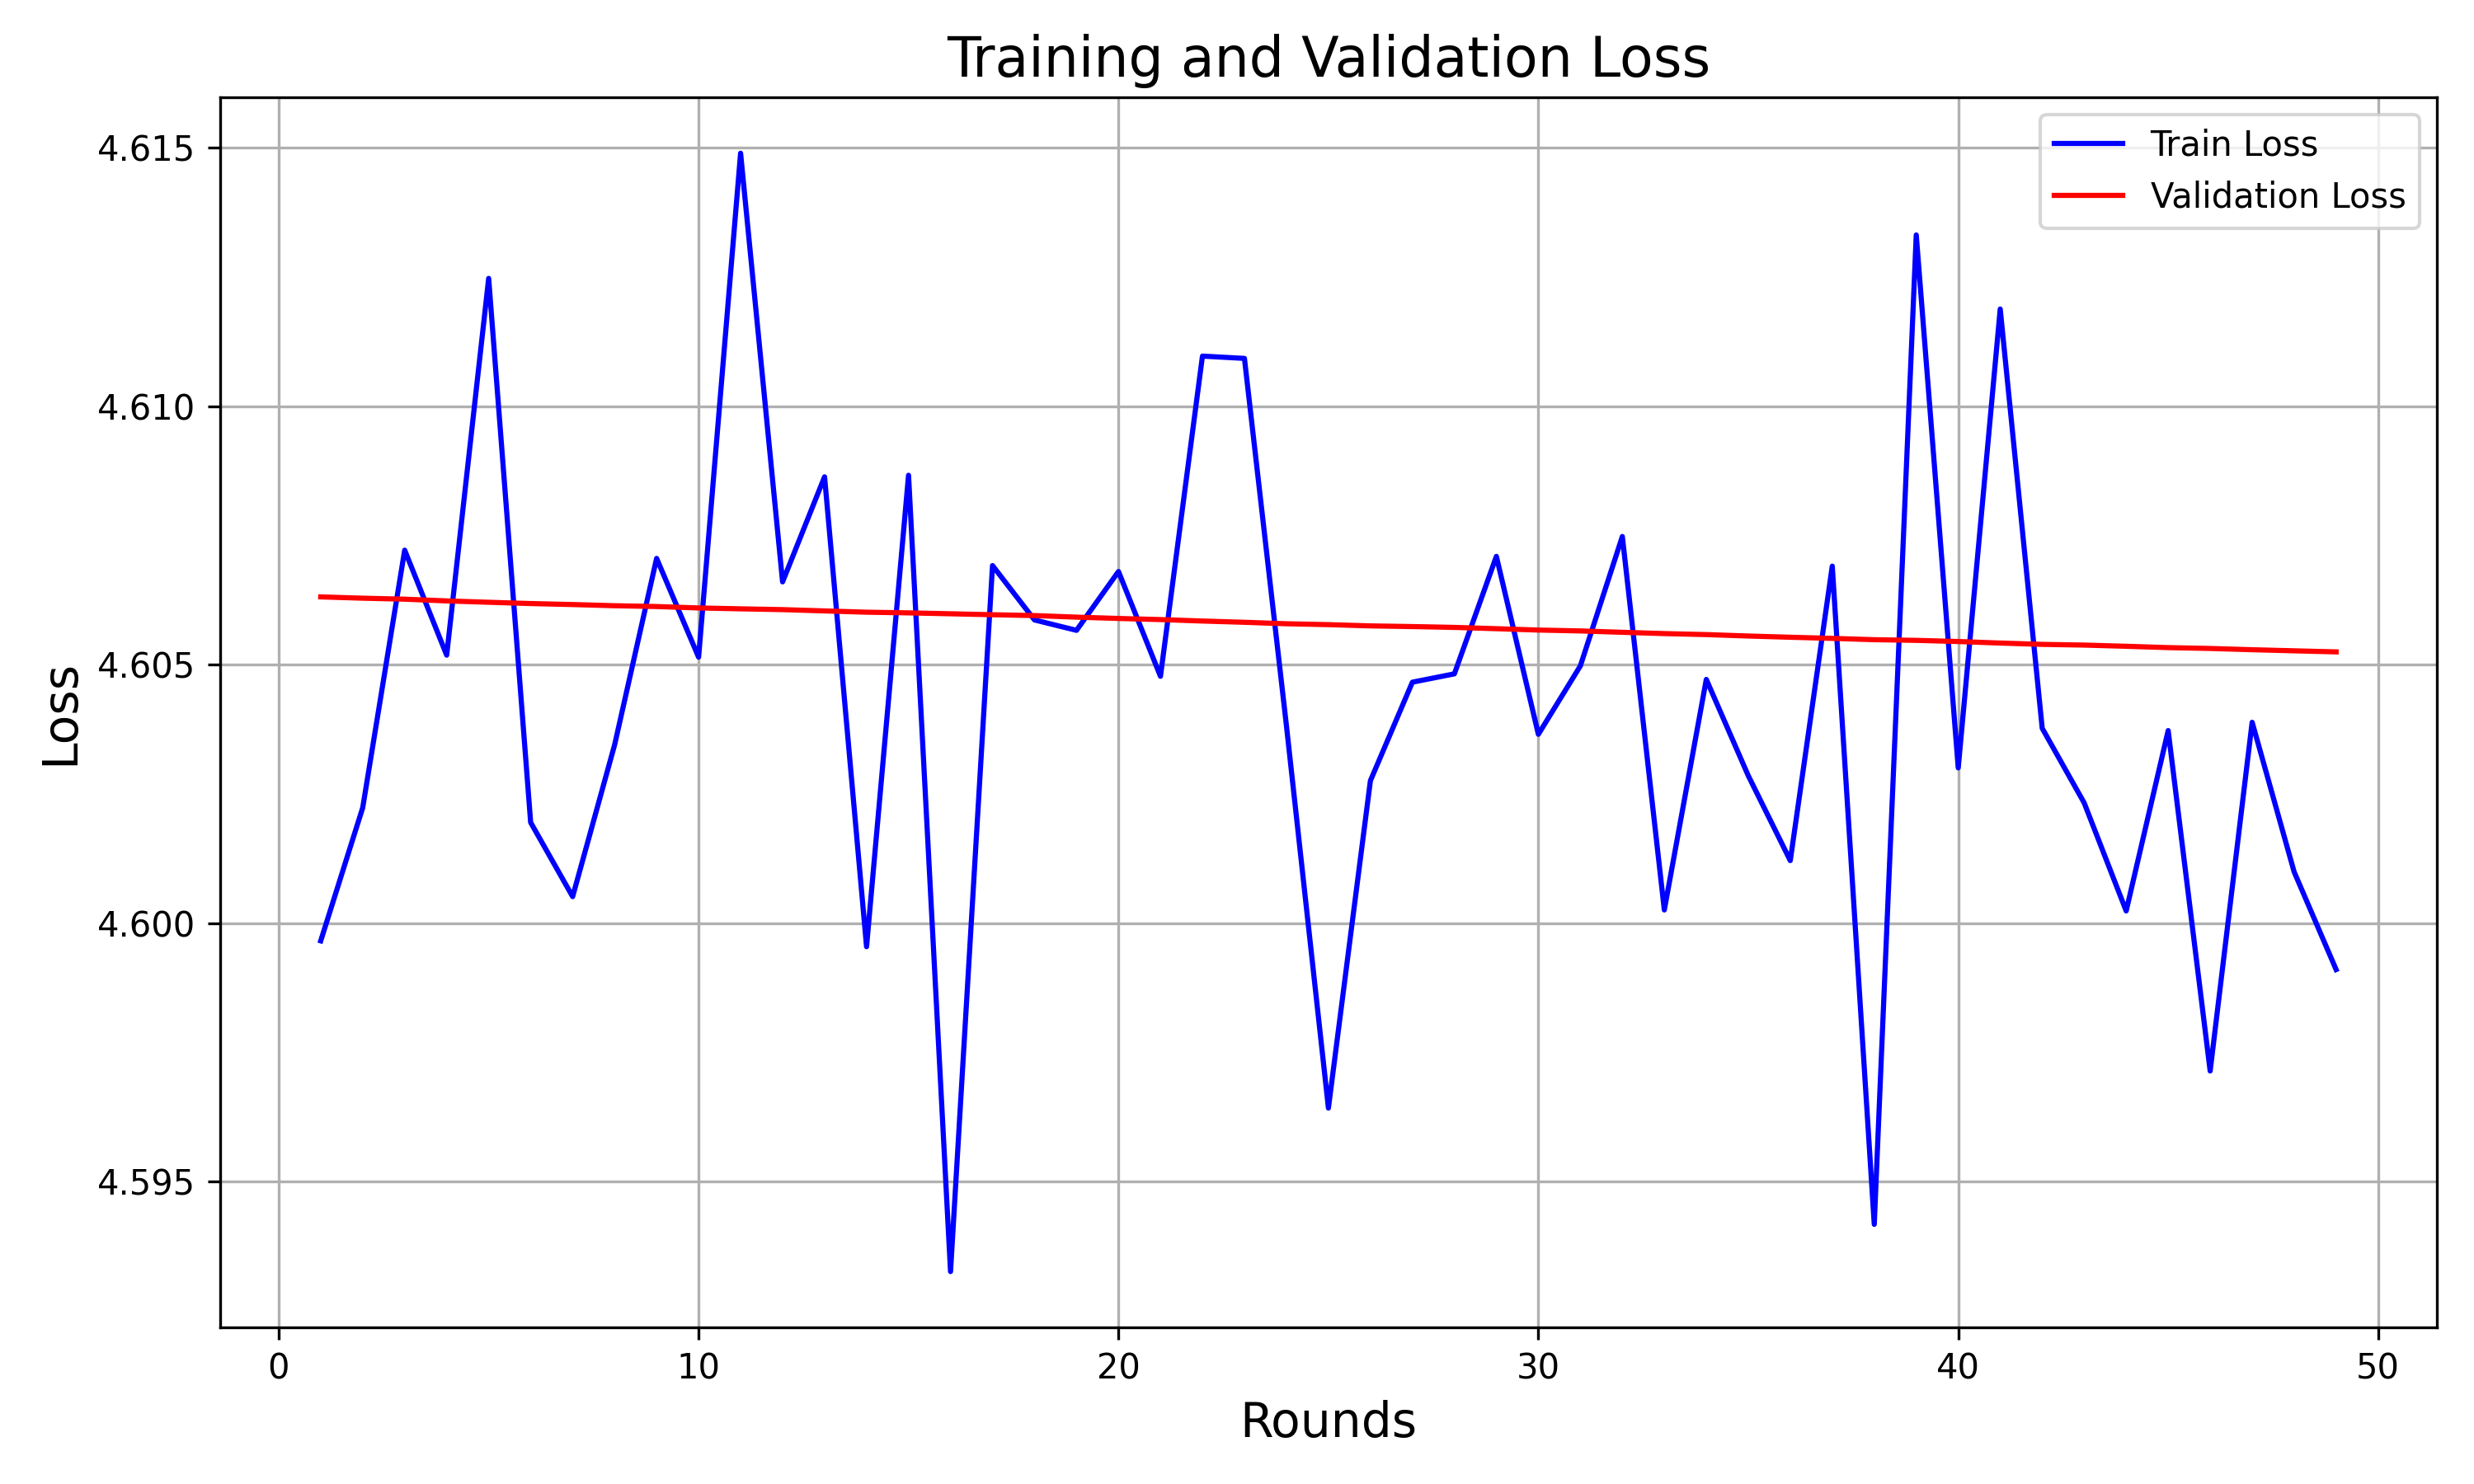 Training and Validation Loss
Train Loss
Validation Loss
4.615
4.610
4.605
4.600
4.595
Loss
0 10 20 30 40 50
Rounds